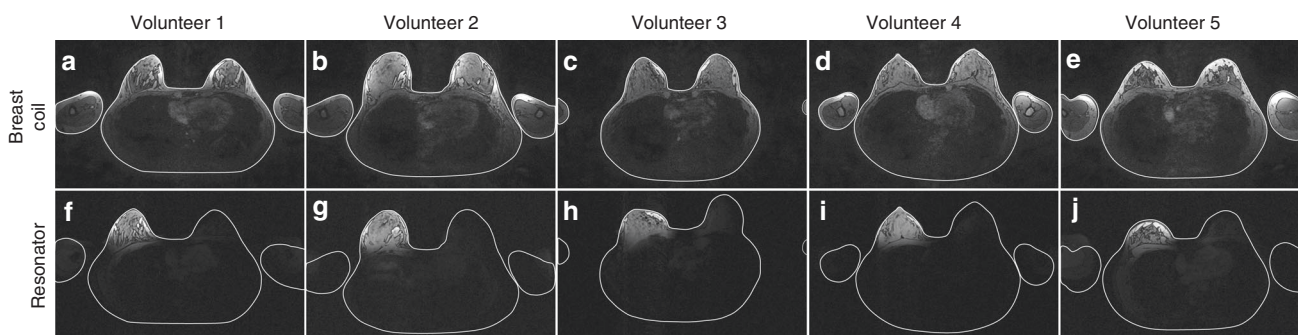 Volunteer 1 Volunteer 2 Volunteer 3 Volunteer 4 Volunteer 5
Breast
coil
a b c d e
Resonator
f g h i j